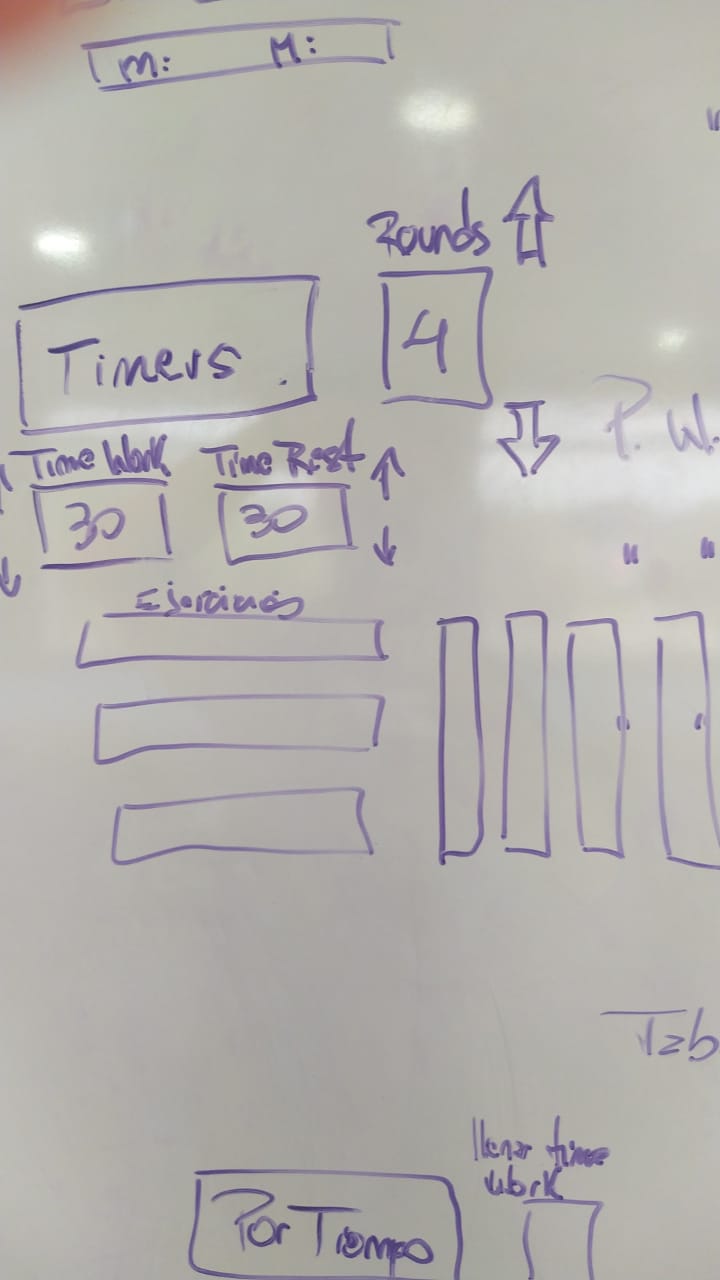 m: M:
Rounds
4
Timers
P. W.
Time Work Time Rest
30 30
" "
Ejercicios
Tab
llenar time
work
Por Tiempo